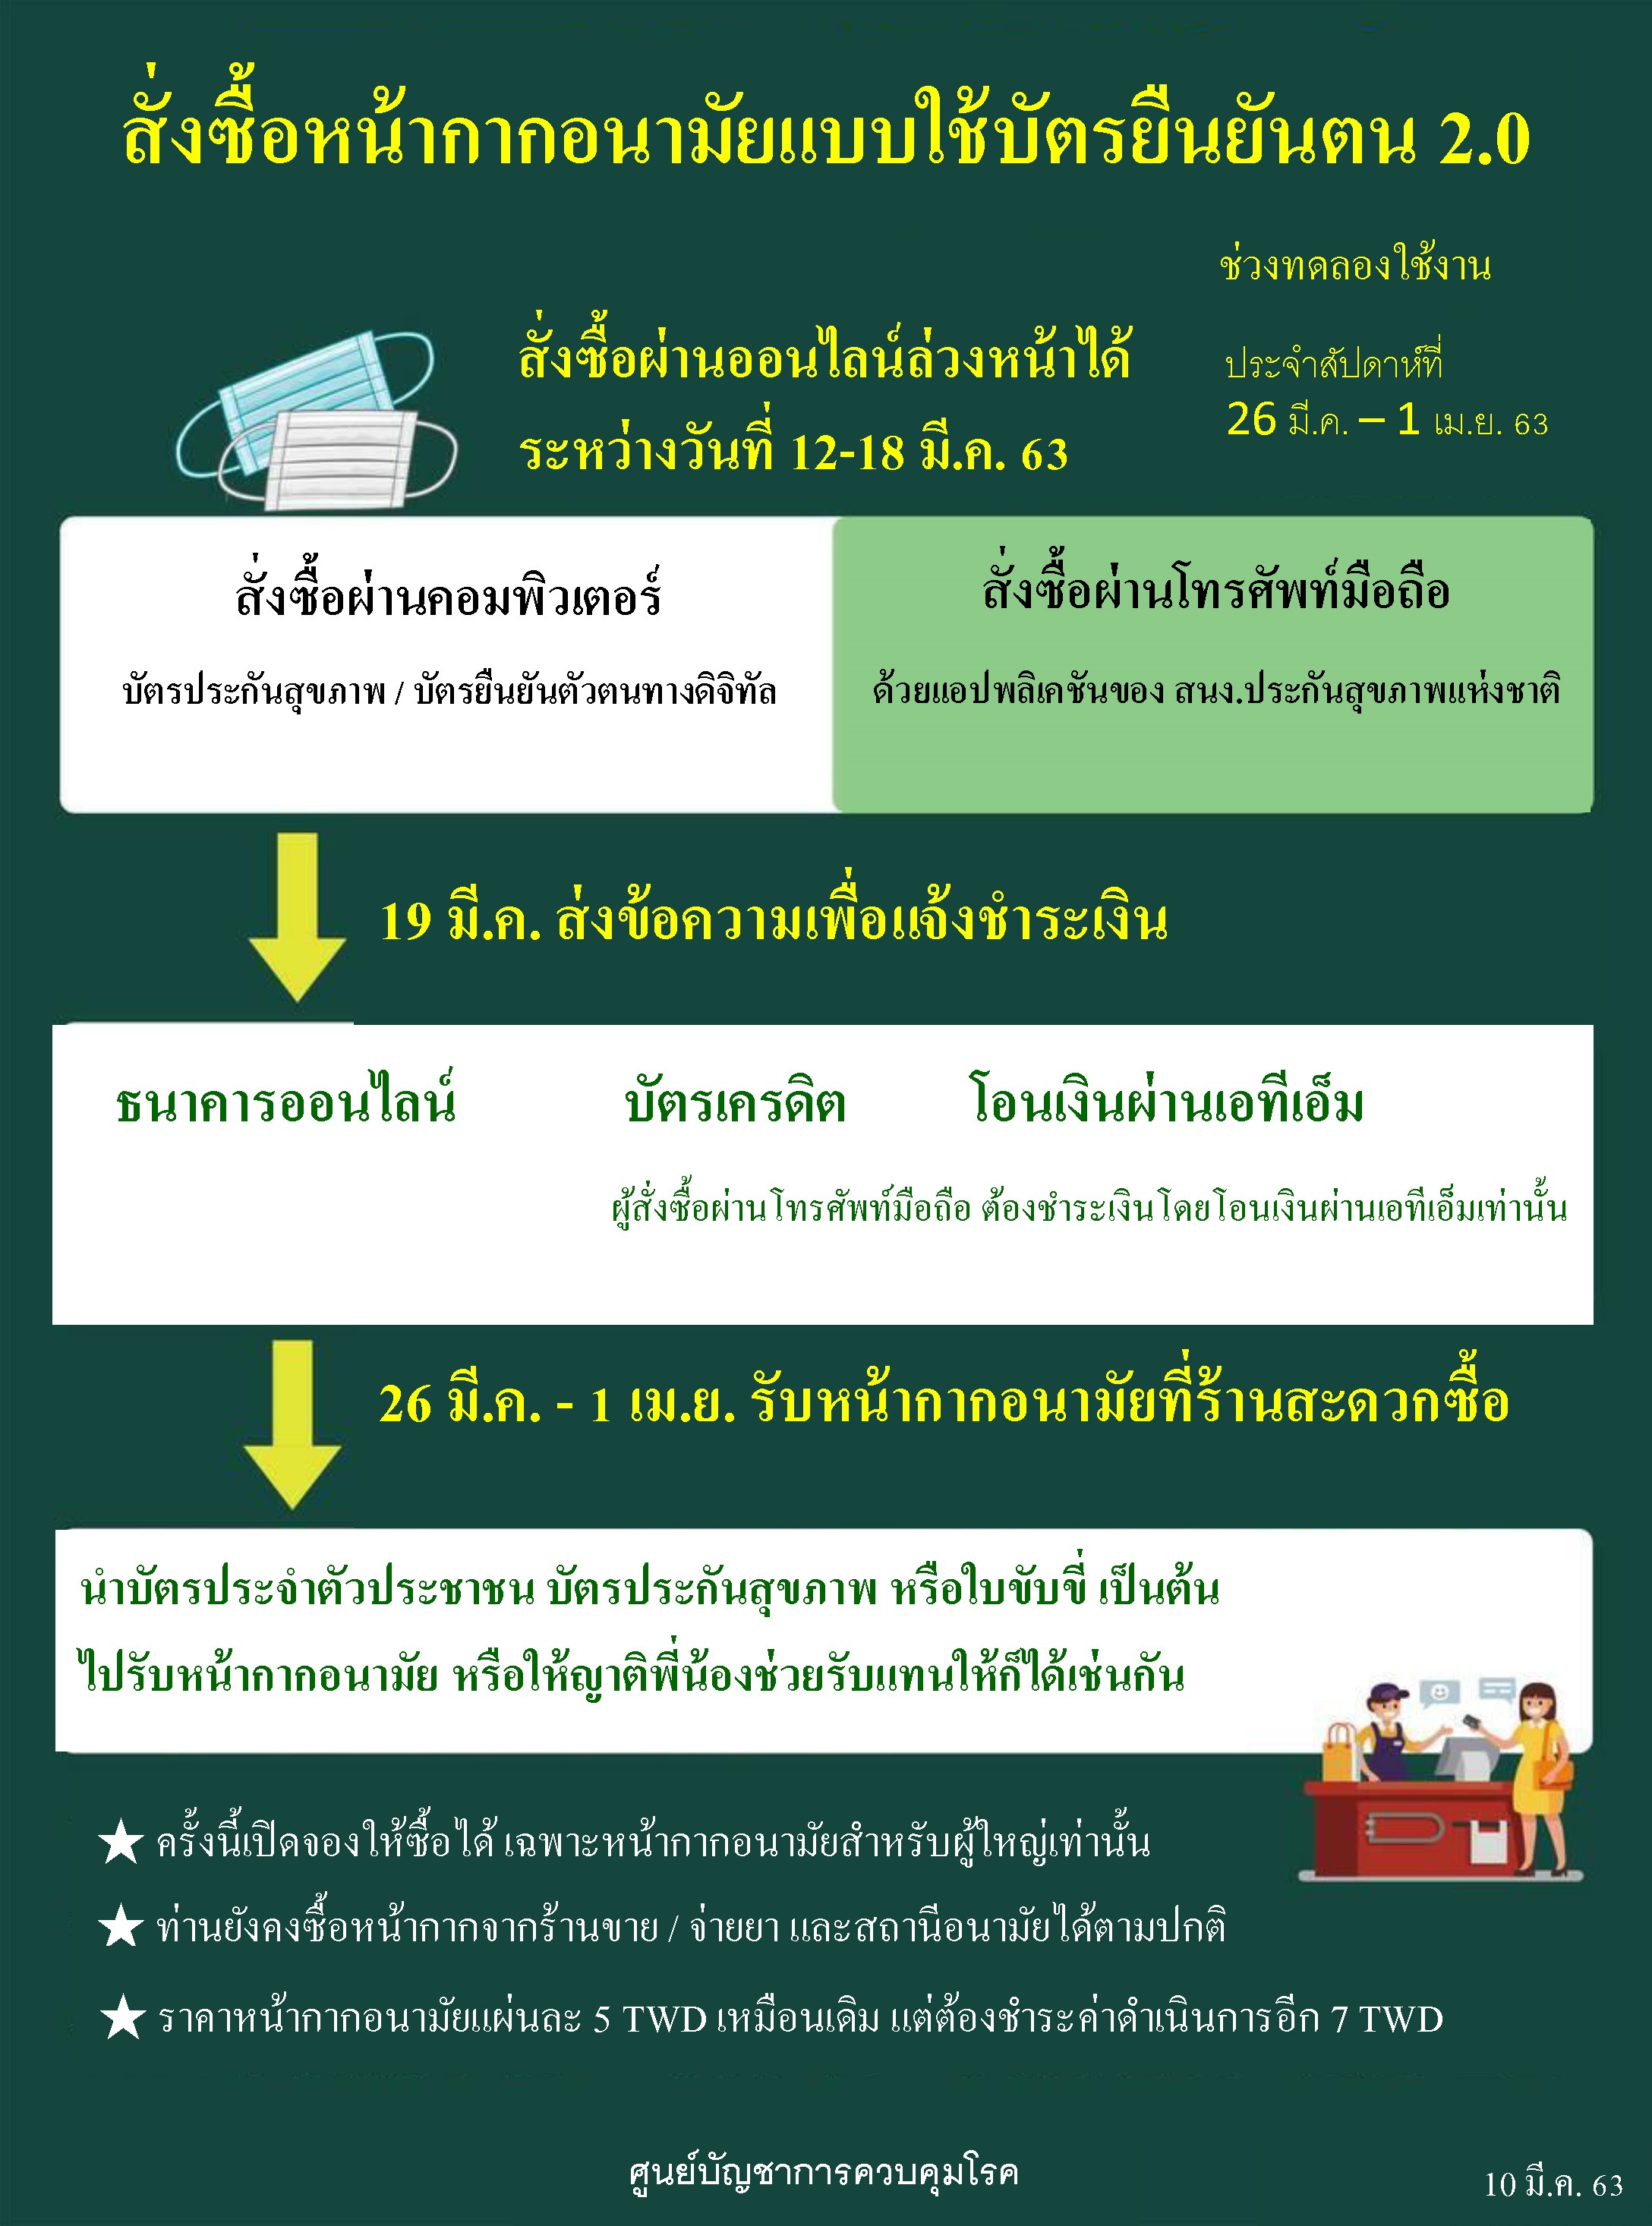 สั่งซื้อหน้ากากอนามัยแบบใช้บัตรยืนยันตน 2.0
ช่วงทดลองใช้งาน
สั่งซื้อผ่านออนไลน์ล่วงหน้าได้
ระหว่างวันที่ 12-18 มี.ค. 63
ประจำสัปดาห์ที่
26 มี.ค. – 1 เม.ย. 63
สั่งซื้อผ่านคอมพิวเตอร์
บัตรประกันสุขภาพ / บัตรยืนยันตัวตนทางดิจิทัล
สั่งซื้อผ่านโทรศัพท์มือถือ
ด้วยแอปพลิเคชันของ สนง.ประกันสุขภาพแห่งชาติ
19 มี.ค. ส่งข้อความเพื่อแจ้งชำระเงิน
ธนาคารออนไลน์ บัตรเครดิต โอนเงินผ่านเอทีเอ็ม
ผู้สั่งซื้อผ่านโทรศัพท์มือถือ ต้องชำระเงินโดยโอนเงินผ่านเอทีเอ็มเท่านั้น
26 มี.ค. - 1 เม.ย. รับหน้ากากอนามัยที่ร้านสะดวกซื้อ
นำบัตรประจำตัวประชาชน บัตรประกันสุขภาพ หรือใบขับขี่ เป็นต้น
ไปรับหน้ากากอนามัย หรือให้ญาติพี่น้องช่วยรับแทนให้ก็ได้เช่นกัน
★ ครั้งนี้เปิดจองให้ซื้อได้ เฉพาะหน้ากากอนามัยสำหรับผู้ใหญ่เท่านั้น
★ ท่านยังคงซื้อหน้ากากจากร้านขาย / จ่ายยา และสถานีอนามัยได้ตามปกติ
★ ราคาหน้ากากอนามัยแผ่นละ 5 TWD เหมือนเดิม แต่ต้องชำระค่าดำเนินการอีก 7 TWD
ศูนย์บัญชาการควบคุมโรค
10 มี.ค. 63